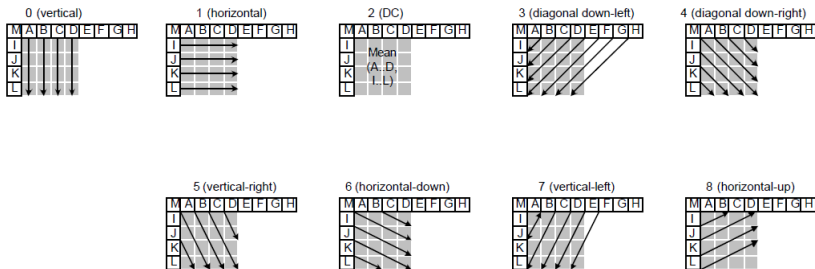 0 (vertical)
1 (horizontal)
2 (DC)
3 (diagonal down-left)
4 (diagonal down-right)
M A B C D E F G H
I
J
K
L
M A B C D E F G H
I
J
K
L
M A B C D E F G H
I
J
K
L
Mean
(A..D,
I..L)
M A B C D E F G H
I
J
K
L
M A B C D E F G H
I
J
K
L
5 (vertical-right)
6 (horizontal-down)
7 (vertical-left)
8 (horizontal-up)
M A B C D E F G H
I
J
K
L
M A B C D E F G H
I
J
K
L
M A B C D E F G H
I
J
K
L
M A B C D E F G H
I
J
K
L